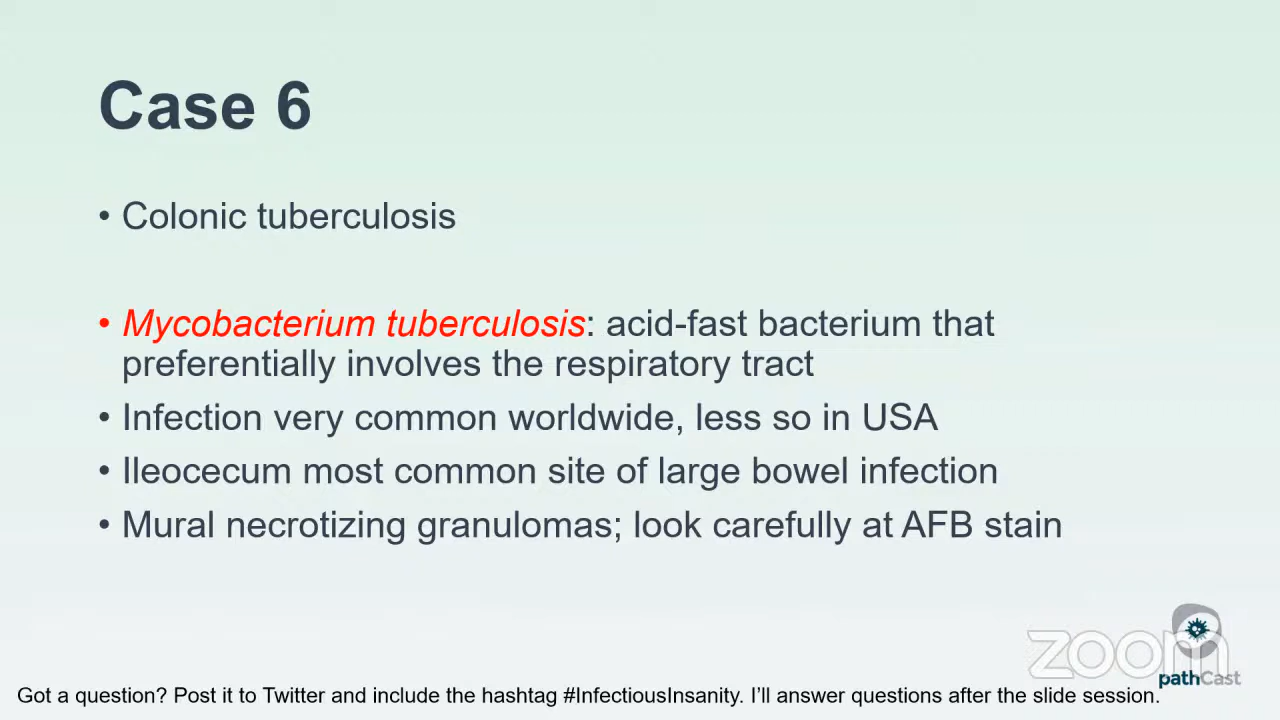 Case 6
• Colonic tuberculosis
• Mycobacterium tuberculosis: acid-fast bacterium that
preferentially involves the respiratory tract
• Infection very common worldwide, less so in USA
• Ileocecum most common site of large bowel infection
• Mural necrotizing granulomas; look carefully at AFB stain
zoom
pathCast
Got a question? Post it to Twitter and include the hashtag #InfectiousInsanity. I’ll answer questions after the slide session.